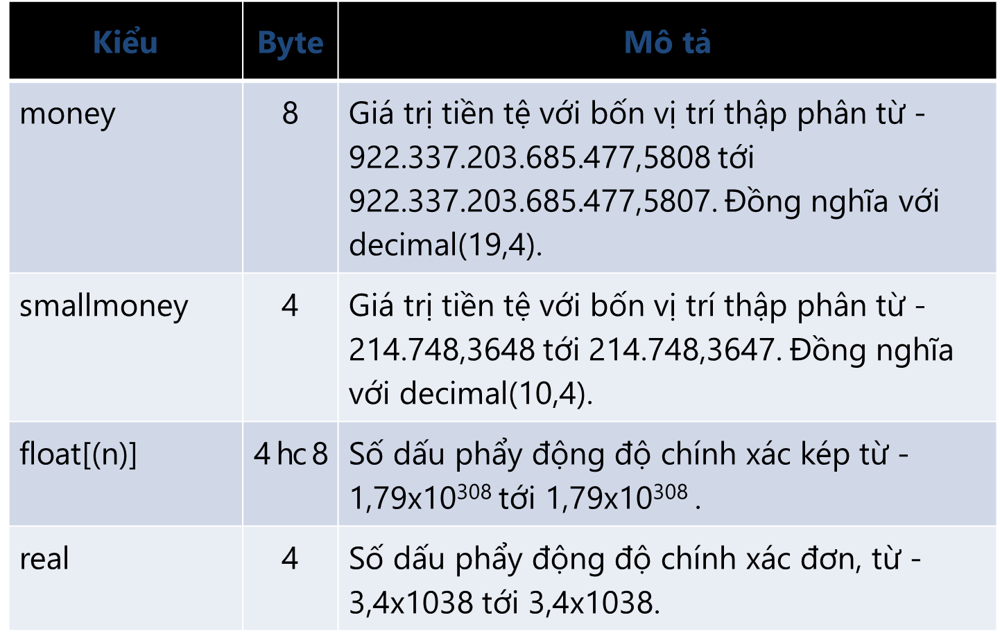 Kiểu Byte Mô tả
money 8 Giá trị tiền tệ với bốn vị trí thập phân từ -
922.337.203.685.477,5808 tới
922.337.203.685.477,5807. Đồng nghĩa với
decimal(19,4).
smallmoney 4 Giá trị tiền tệ với bốn vị trí thập phân từ -
214.748,3648 tới 214.748,3647. Đồng nghĩa
với decimal(10,4).
float[(n)] 4 hc 8 Số dấu phẩy động độ chính xác kép từ -
1,79x10³⁰⁸ tới 1,79x10³⁰⁸ .
real 4 Số dấu phẩy động độ chính xác đơn, từ -
3,4x1038 tới 3,4x1038.